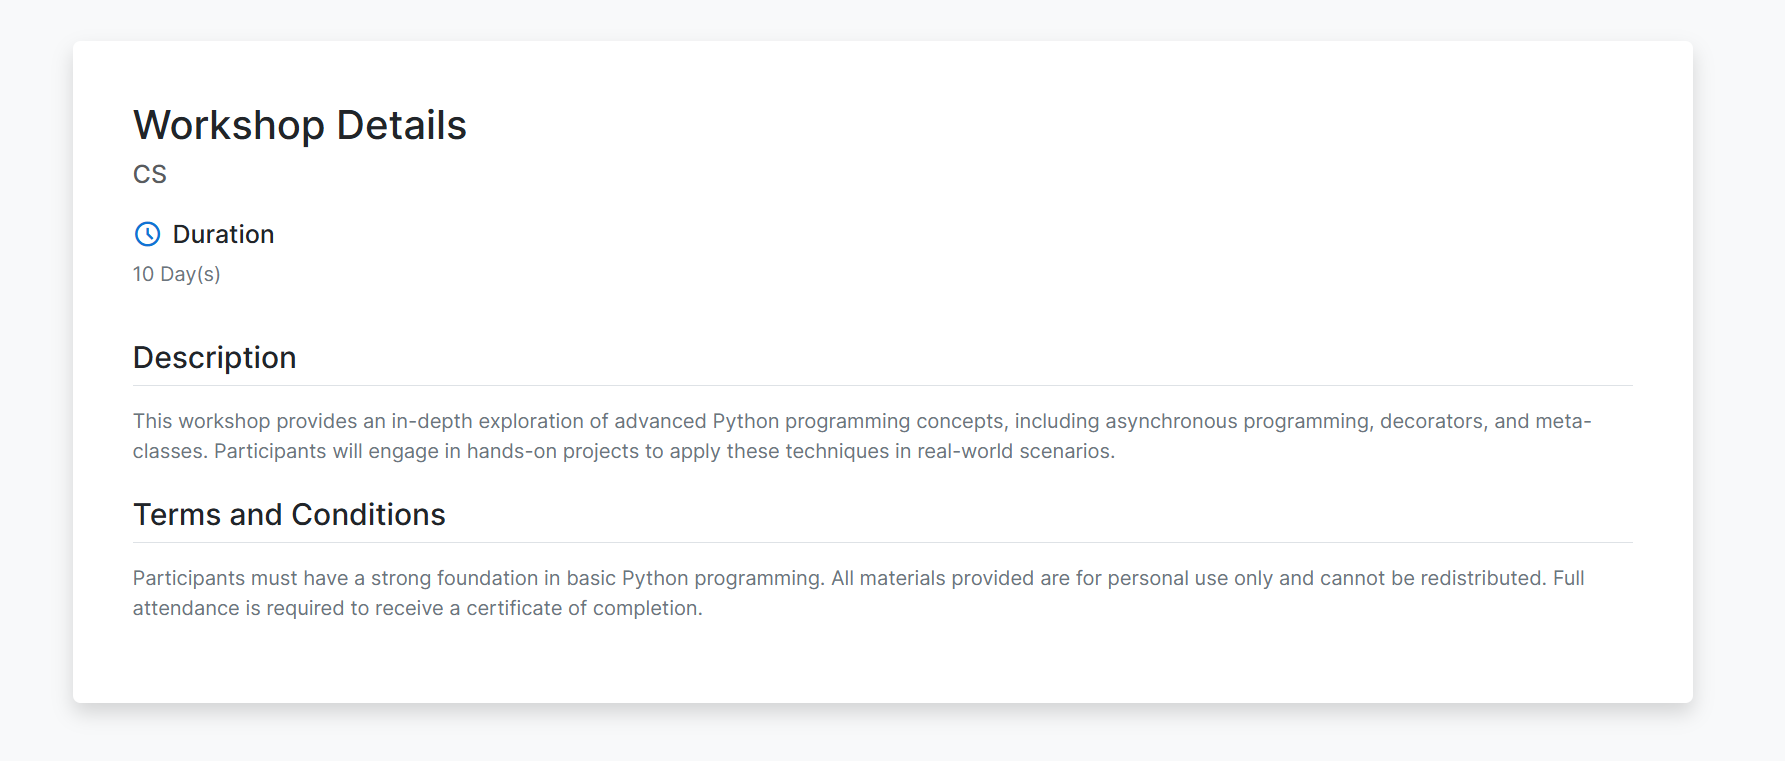 Workshop Details
CS
Duration
10 Day(s)
Description
This workshop provides an in-depth exploration of advanced Python programming concepts, including asynchronous programming, decorators, and meta-
classes. Participants will engage in hands-on projects to apply these techniques in real-world scenarios.
Terms and Conditions
Participants must have a strong foundation in basic Python programming. All materials provided are for personal use only and cannot be redistributed. Full
attendance is required to receive a certificate of completion.